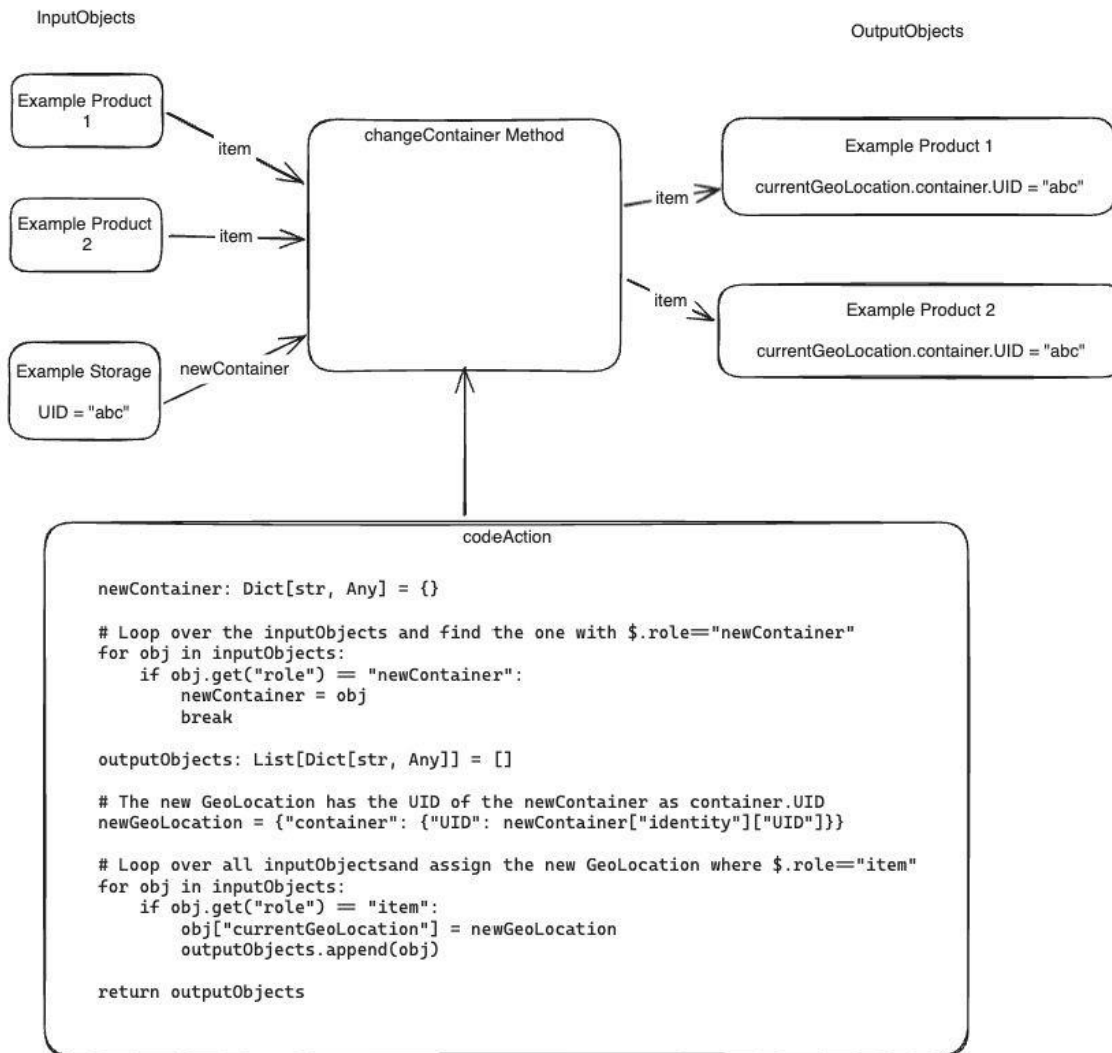 InputObjects
OutputObjects
Example Product
1
item
changeContainer Method
Example Product 1
currentGeoLocation.container.UID = "abc"
item
Example Product
2
item
item
Example Product 2
currentGeoLocation.container.UID = "abc"
Example Storage
UID = "abc"
newContainer
codeAction
newContainer: Dict[str, Any] = {}
# Loop over the inputObjects and find the one with $.role=="newContainer"
for obj in inputObjects:
    if obj.get("role") == "newContainer":
        newContainer = obj
        break
outputObjects: List[Dict[str, Any]] = []
# The new GeoLocation has the UID of the newContainer as container.UID
newGeoLocation = {"container": {"UID": newContainer["identity"]["UID"]}}
# Loop over all inputObjectsand assign the new GeoLocation where $.role=="item"
for obj in inputObjects:
    if obj.get("role") == "item":
        obj["currentGeoLocation"] = newGeoLocation
        outputObjects.append(obj)
return outputObjects